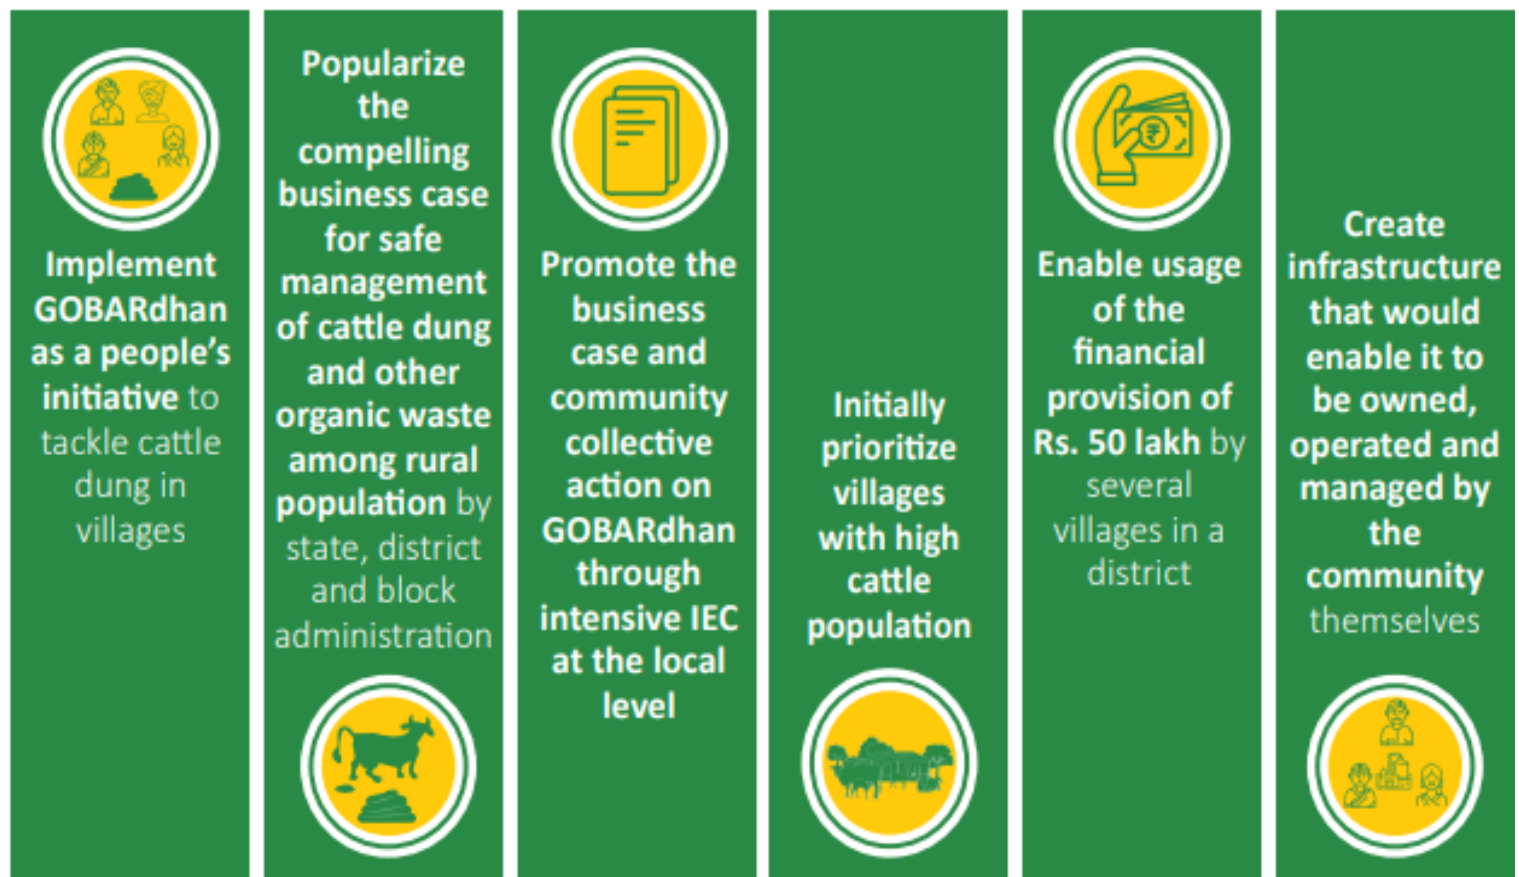 Implement
GOBARdhan
as a people’s
initiative to
tackle cattle
dung in
villages
Popularize
the
compelling
business case
for safe
management
of cattle dung
and other
organic waste
among rural
population by
state, district
and block
administration
Promote the
business
case and
community
collective
action on
GOBARdhan
through
intensive IEC
at the local
level
Initially
prioritize
villages
with high
cattle
population
₹
Enable usage
of the
financial
provision of
Rs. 50 lakh by
several
villages in a
district
Create
infrastructure
that would
enable it to
be owned,
operated and
managed by
the
community
themselves